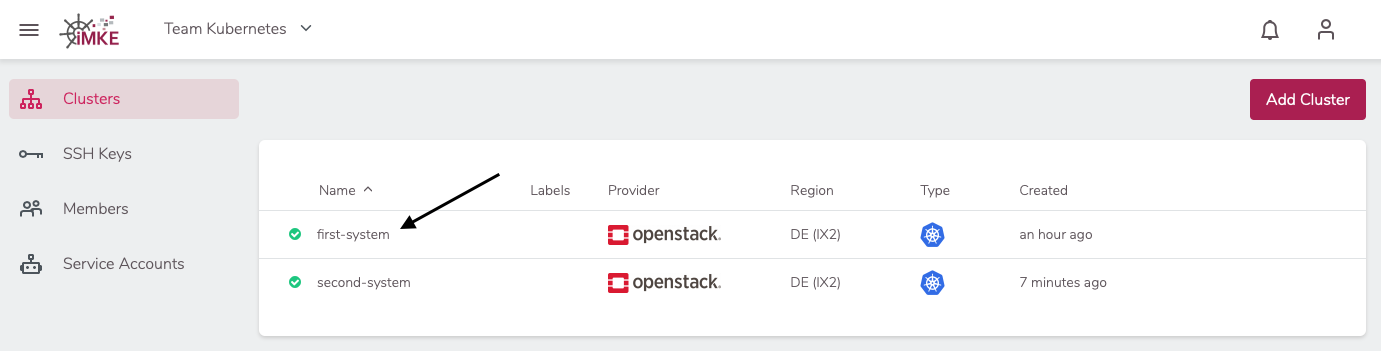 iMKE Team Kubernetes
Clusters
Add Cluster
SSH Keys
Members
Service Accounts
Name Labels Provider Region Type Created
first-system openstack. DE (IX2) an hour ago
second-system openstack. DE (IX2) 7 minutes ago